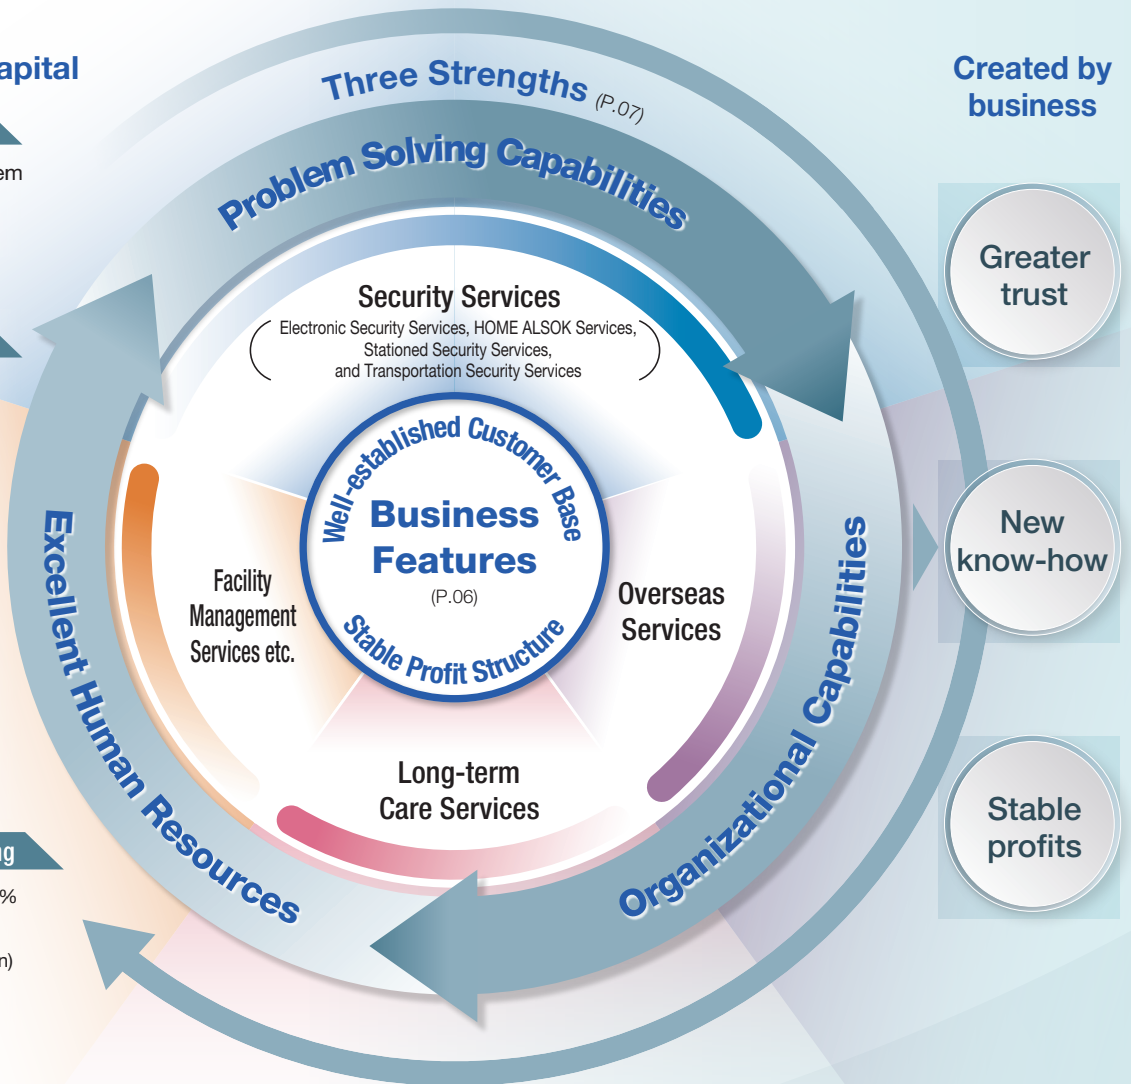 Three Strengths (P.07)
Problem Solving Capabilities
Security Services
Electronic Security Services, HOME ALSOK Services,
Stationed Security Services,
and Transportation Security Services
Well-established Customer Base
Business
Features
(P.06)
Stable Profit Structure
Facility
Management
Services etc.
Overseas
Services
Long-term
Care Services
Excellent Human Resources
Organizational Capabilities
Created by
business
Greater
trust
New
know-how
Stable
profits
%